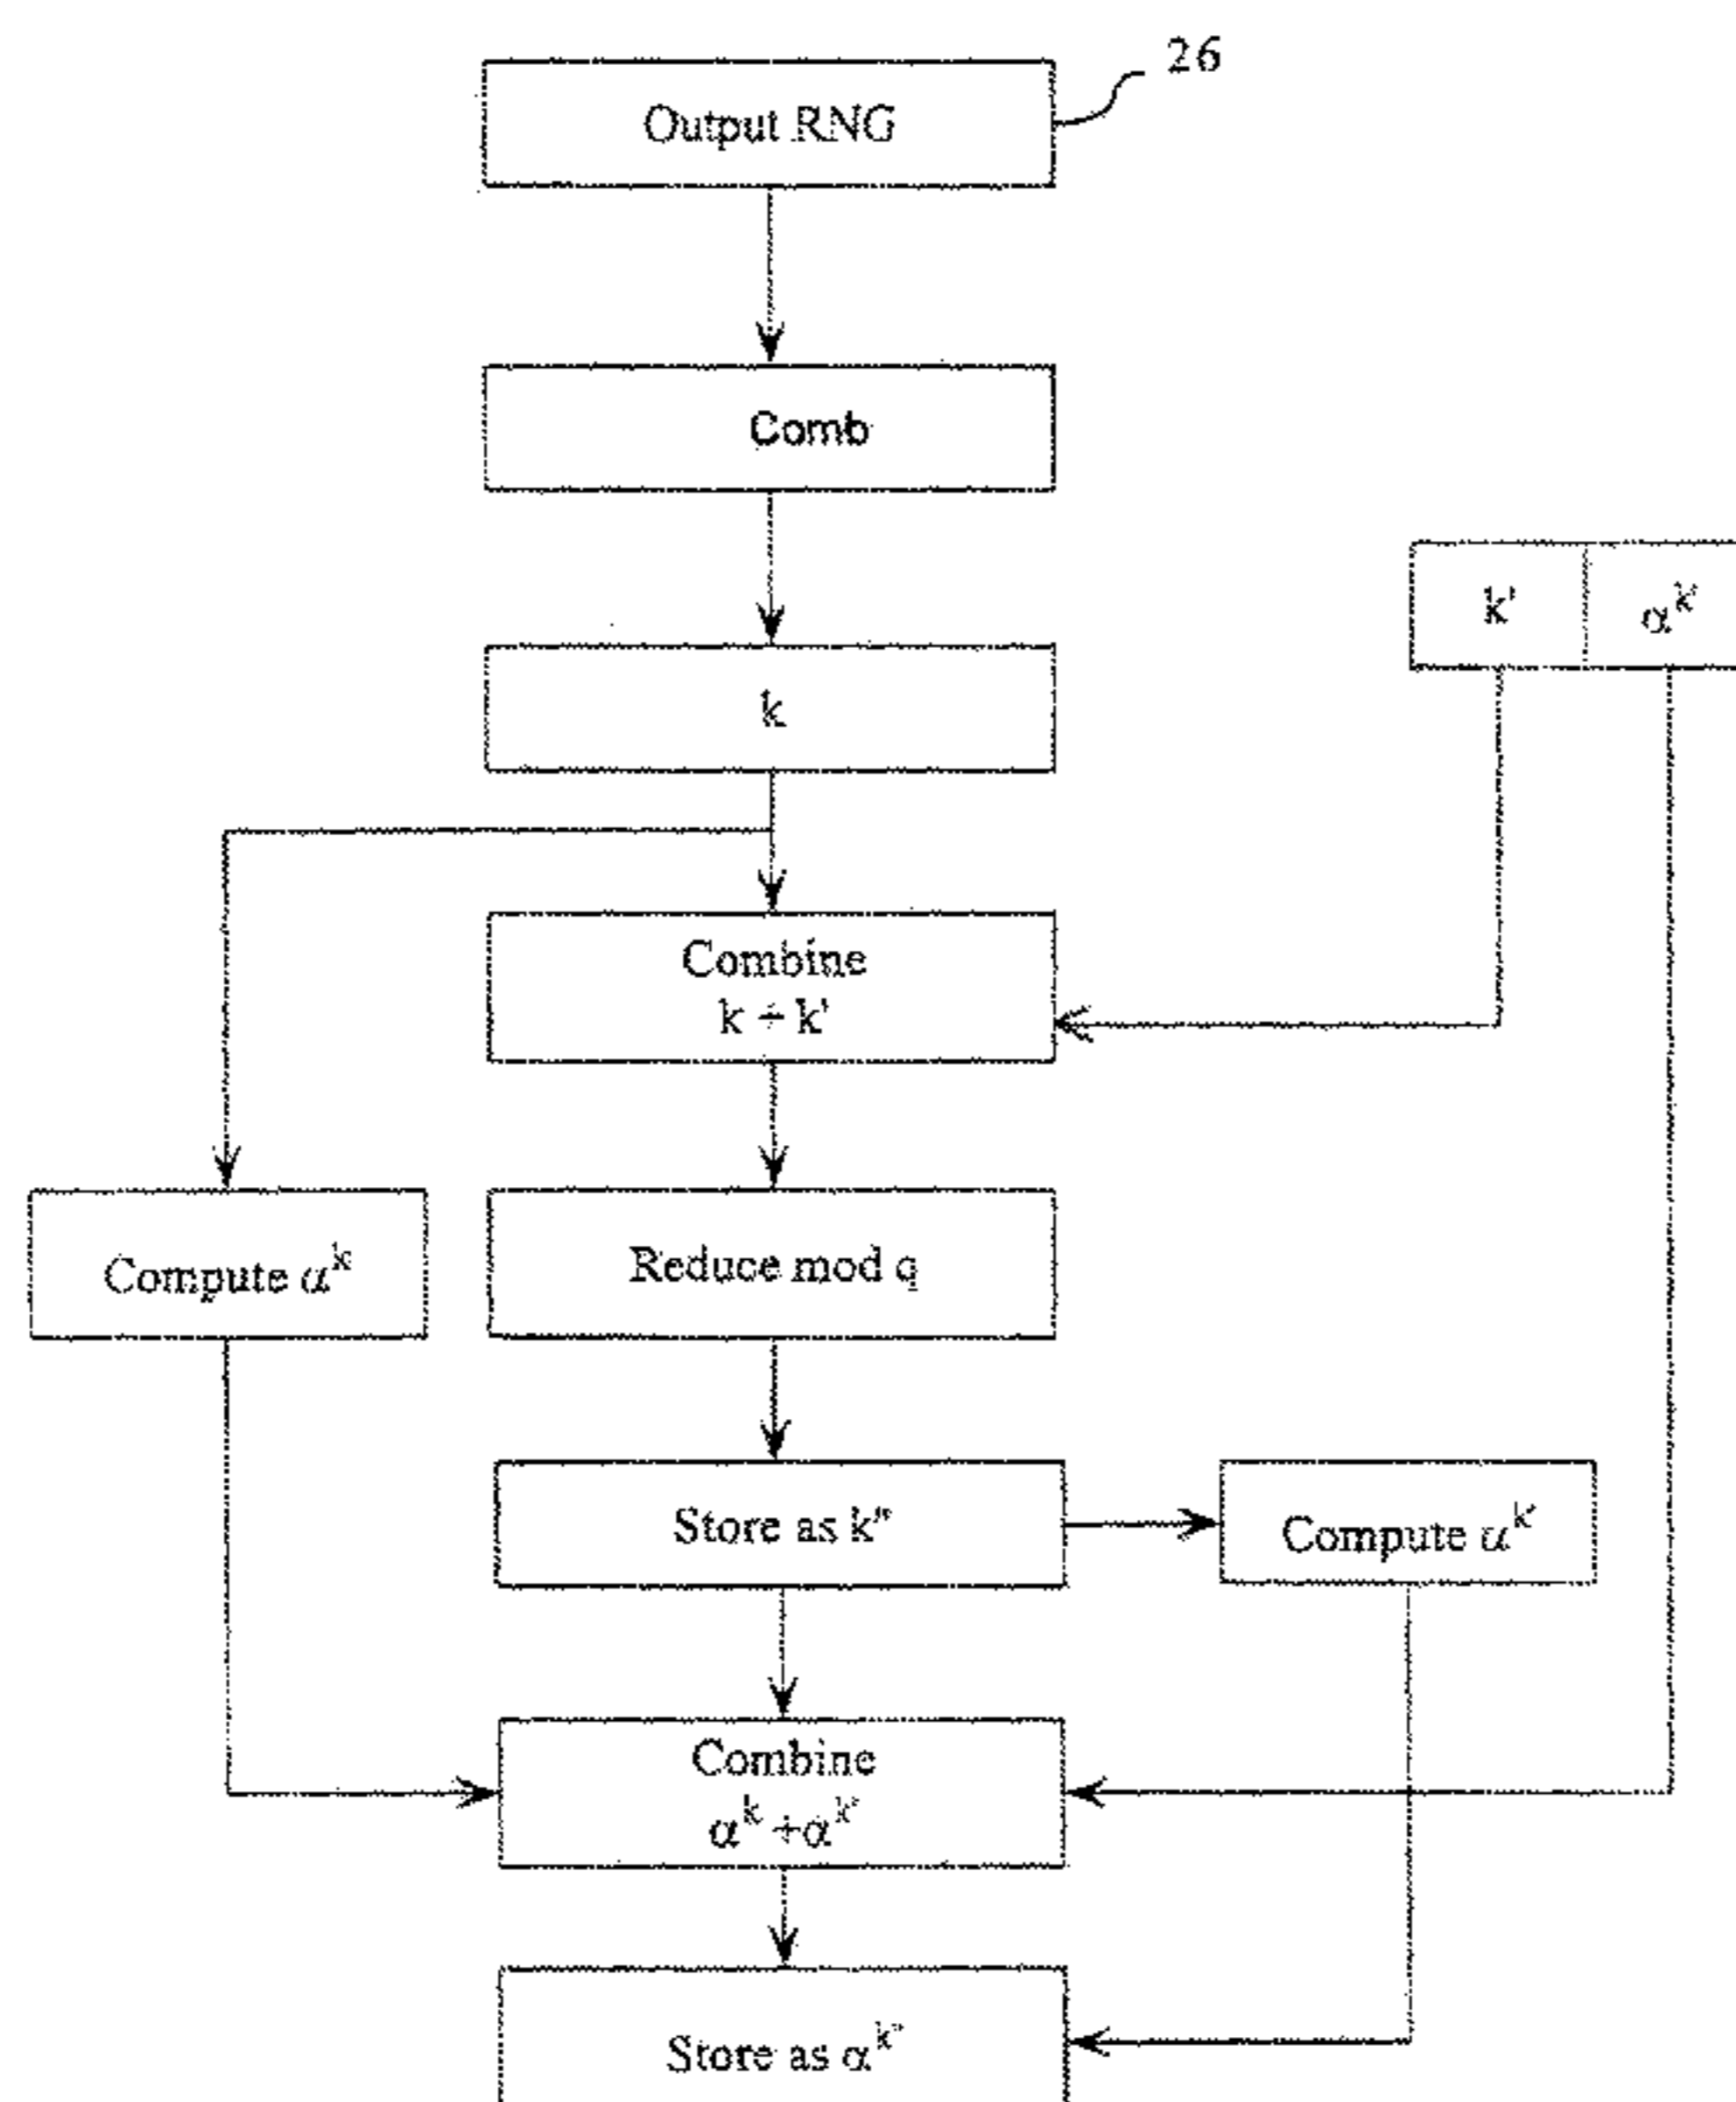 26
Output RNG
Comb
k
k' α^k'
Combine
k + k'
Compute α^k
Reduce mod q
Store as k"
Compute α^k'
Combine
α^k +α^k'
Store as α^k"